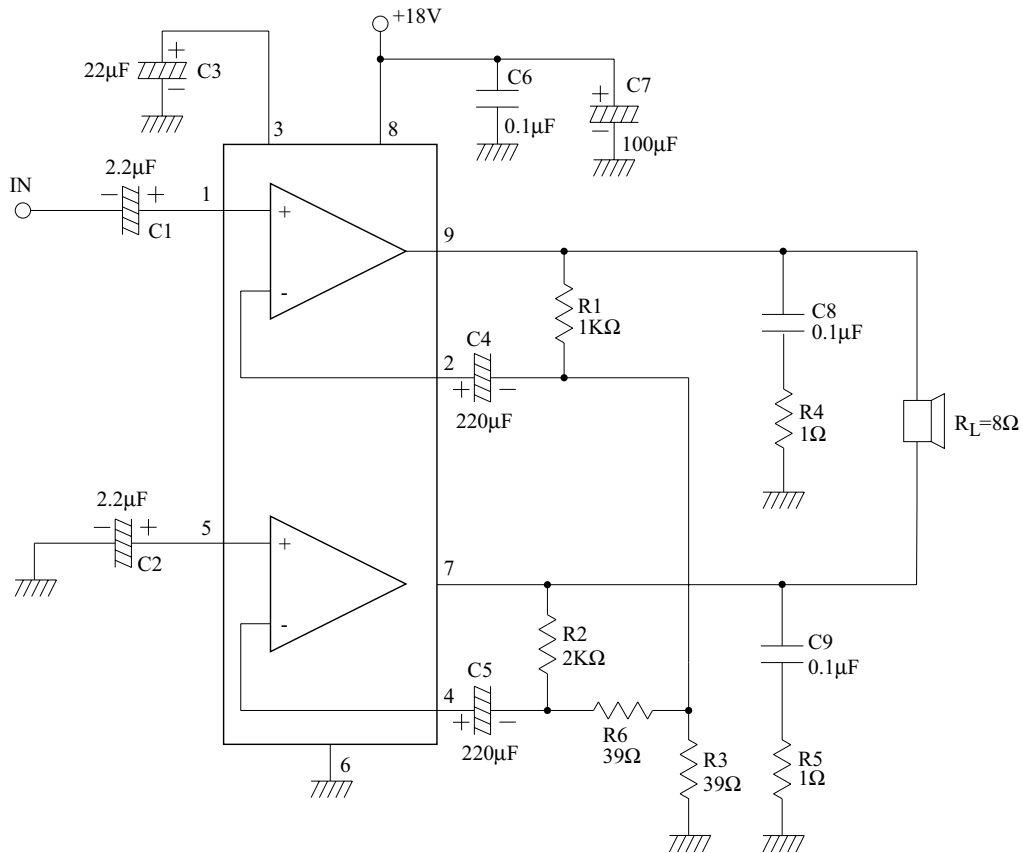 +18V
22µF
+
C3
−
C6
0.1µF
C7
+
−
100µF
3
8
2.2µF
IN
−
+
1
C1
+
9
-
R1
1KΩ
C8
0.1µF
C4
2
+
−
220µF
R4
1Ω
RL=8Ω
2.2µF
−
+
5
C2
+
7
-
R2
2KΩ
C9
0.1µF
C5
4
+
−
220µF
R6
39Ω
R3
39Ω
R5
1Ω
6